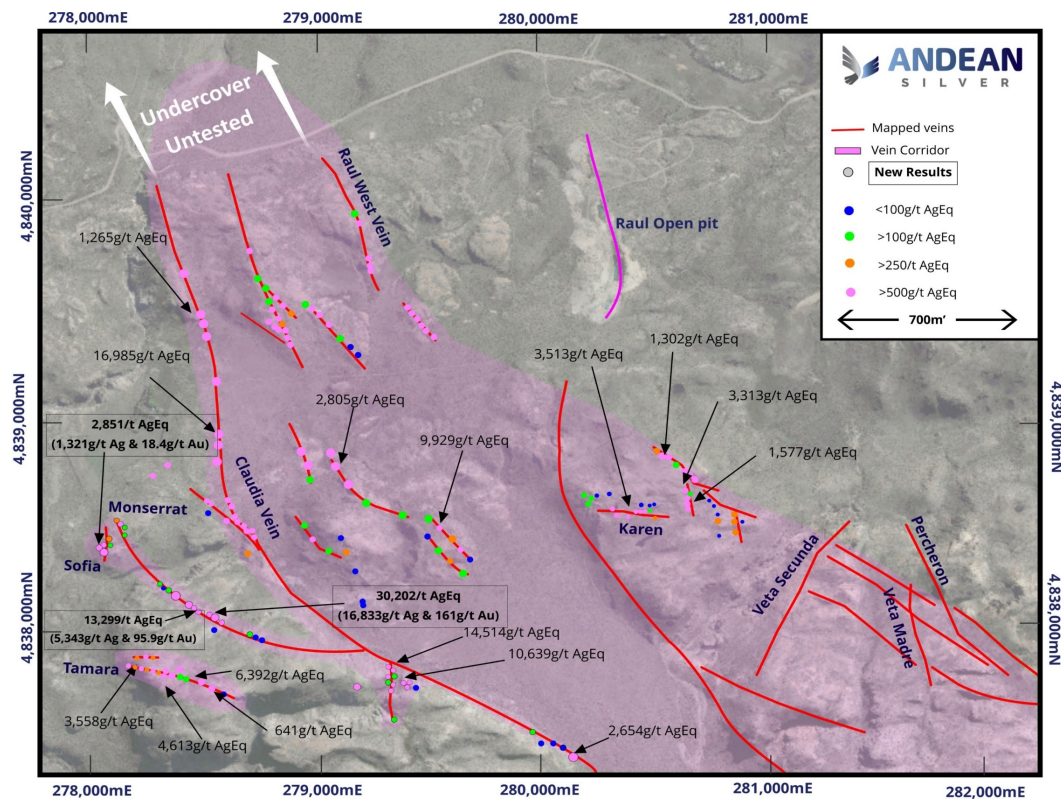 278,000mE
279,000mE
280,000mE
281,000mE
ANDEAN
SILVER
Mapped veins
Vein Corridor
New Results
<100g/t AgEq
>100g/t AgEq
>250/t AgEq
>500g/t AgEq
700m'
Undercover
Untested
4,840,000mN
4,839,000mN
4,838,000mN
Raul West Vein
Raul Open pit
1,265g/t AgEq
16,985g/t AgEq
2,851/t AgEq
(1,321g/t Ag & 18.4g/t Au)
2,805g/t AgEq
9,929g/t AgEq
3,513g/t AgEq
1,302g/t AgEq
3,313g/t AgEq
1,577g/t AgEq
4,839,000mN
4,838,000mN
Claudia Vein
Monserrat
Sofia
Karen
Veta Secunda
Veta Madre
Percheron
30,202/t AgEq
(16,833g/t Ag & 161g/t Au)
13,299/t AgEq
(5,343g/t Ag & 95.9g/t Au)
14,514g/t AgEq
10,639g/t AgEq
Tamara
6,392g/t AgEq
3,558g/t AgEq
641g/t AgEq
4,613g/t AgEq
2,654g/t AgEq
278,000mE
279,000mE
280,000mE
281,000mE
282,000mE